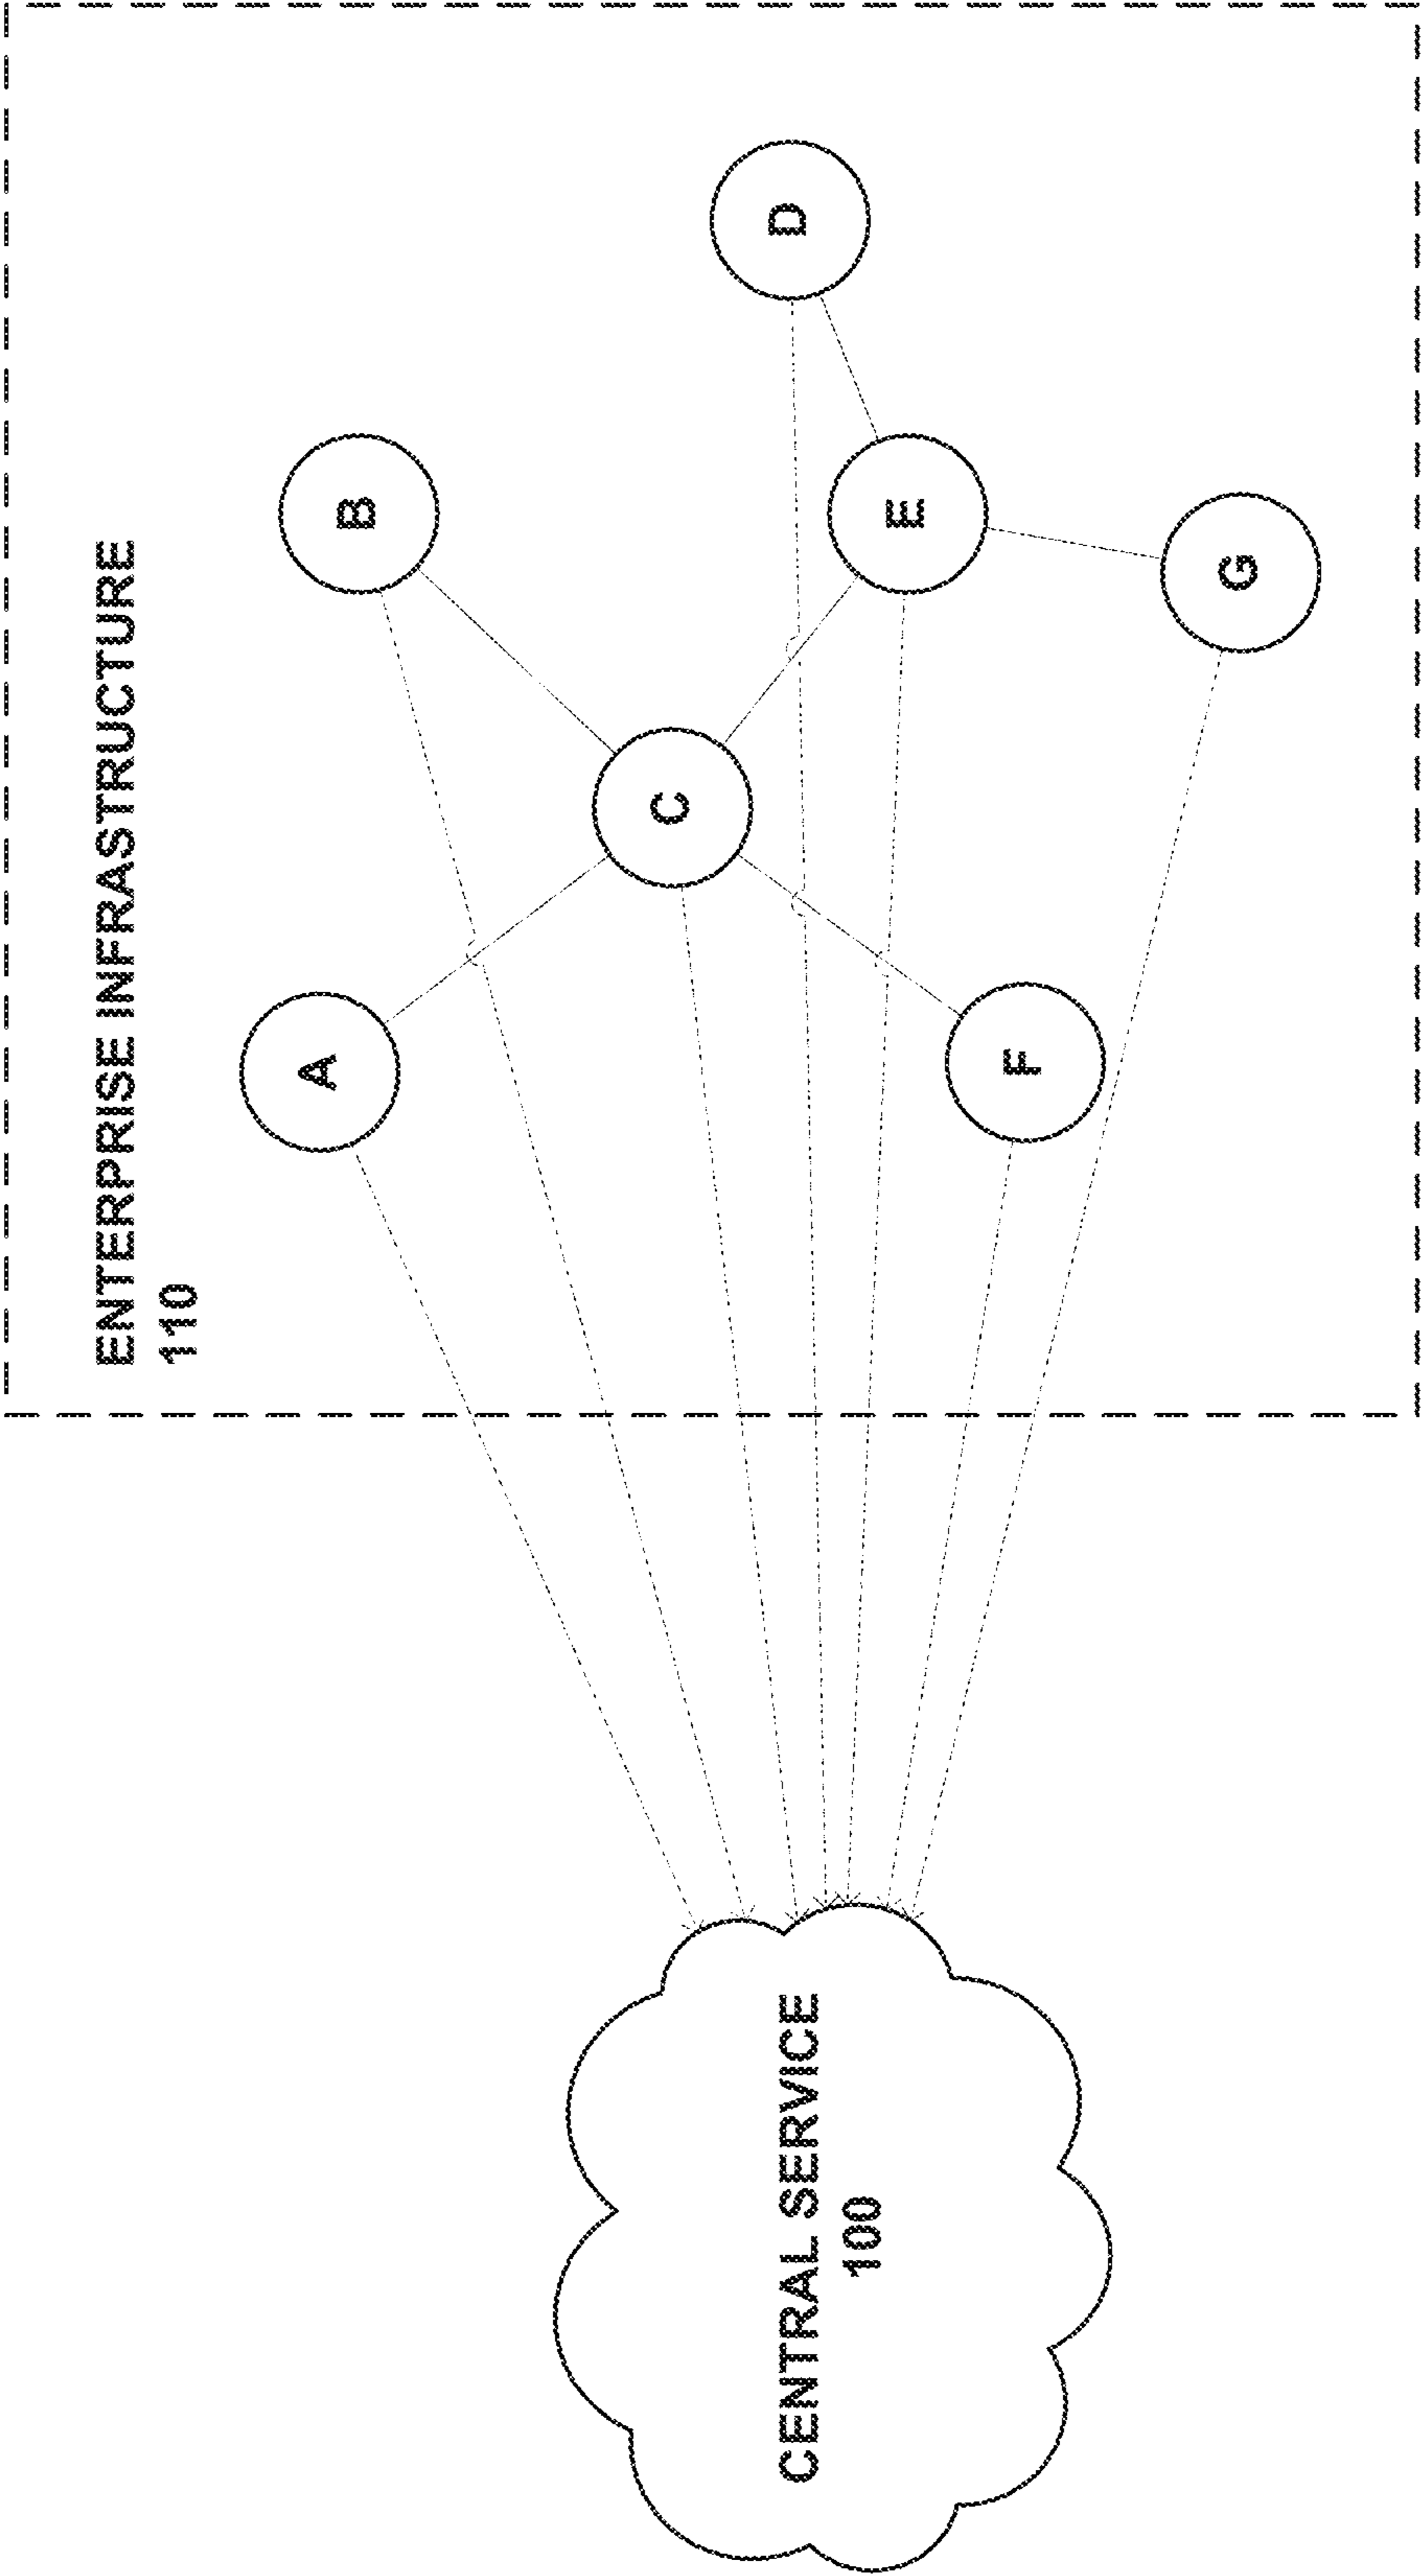 ENTERPRISE INFRASTRUCTURE
110
A
B
C
D
E
F
G
CENTRAL SERVICE
100